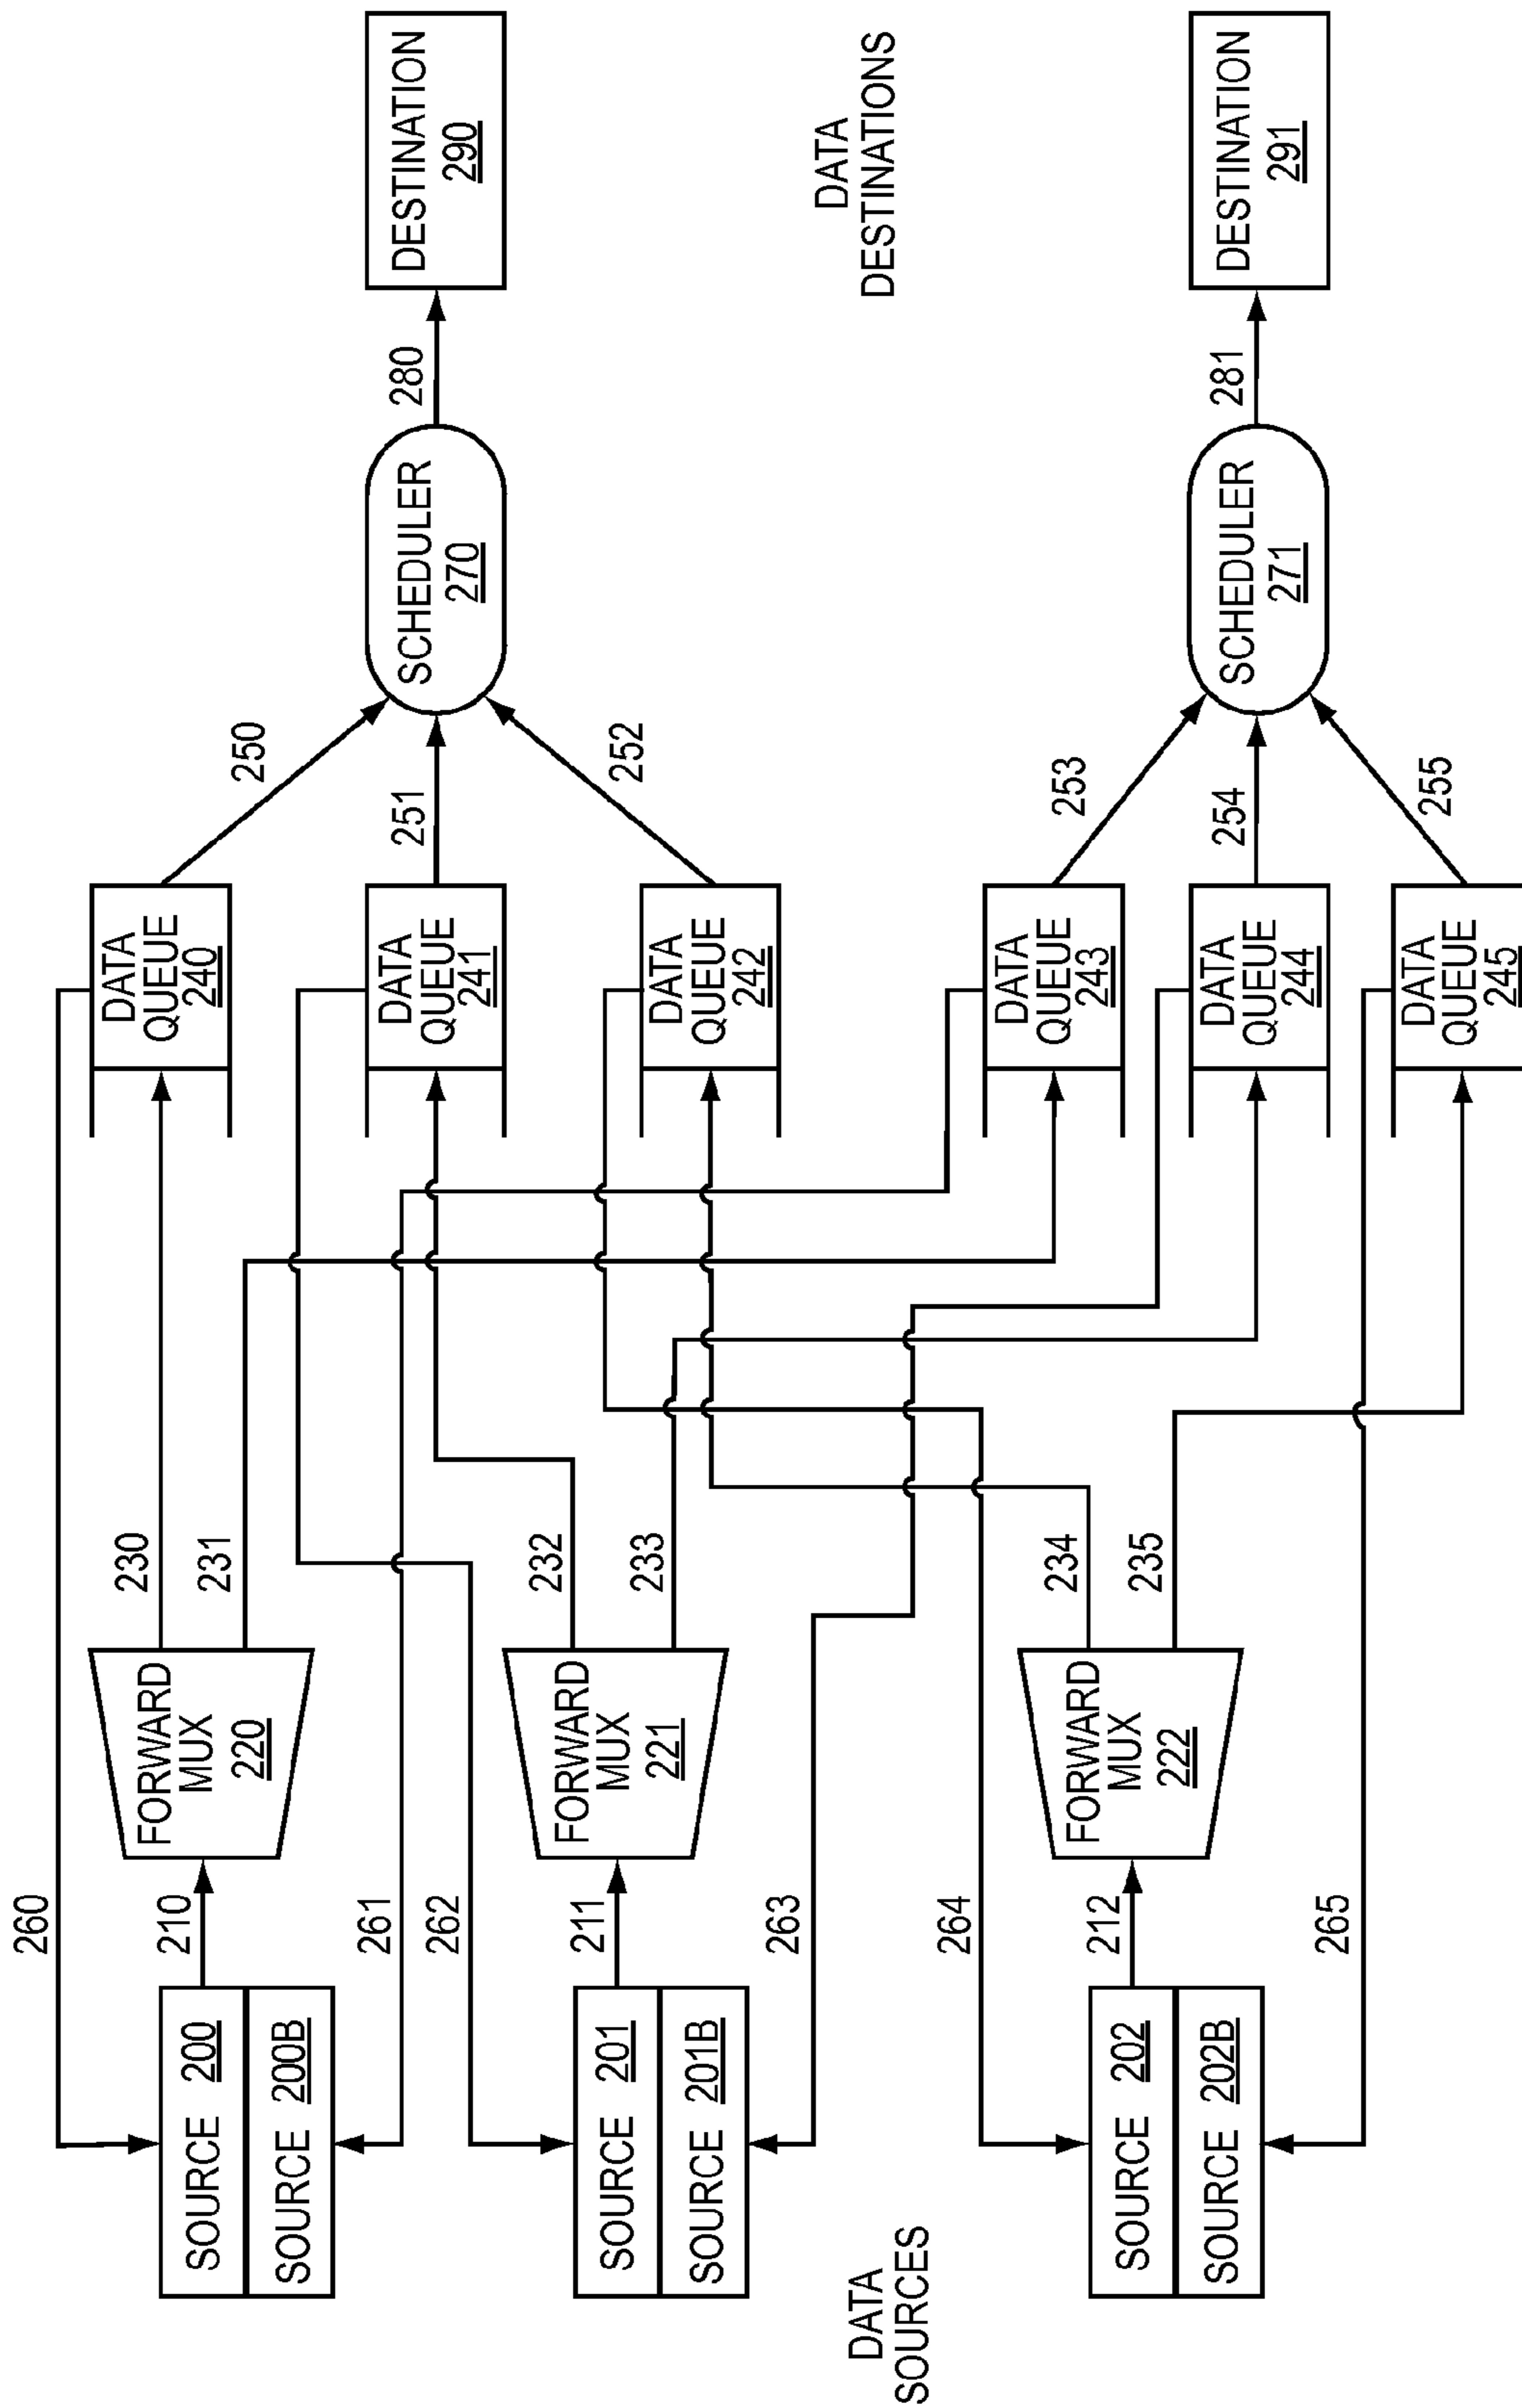 260
210
SOURCE 200
SOURCE 200B
FORWARD
MUX
220
230
231
DATA
QUEUE
240
250
261
262
211
SOURCE 201
SOURCE 201B
FORWARD
MUX
221
232
233
DATA
QUEUE
241
251
SCHEDULER
270
280
DESTINATION
290
DATA
QUEUE
242
252
DATA
SOURCES
DATA
DESTINATIONS
263
264
212
SOURCE 202
SOURCE 202B
265
FORWARD
MUX
222
234
235
DATA
QUEUE
243
253
DATA
QUEUE
244
254
SCHEDULER
271
281
DESTINATION
291
DATA
QUEUE
245
255